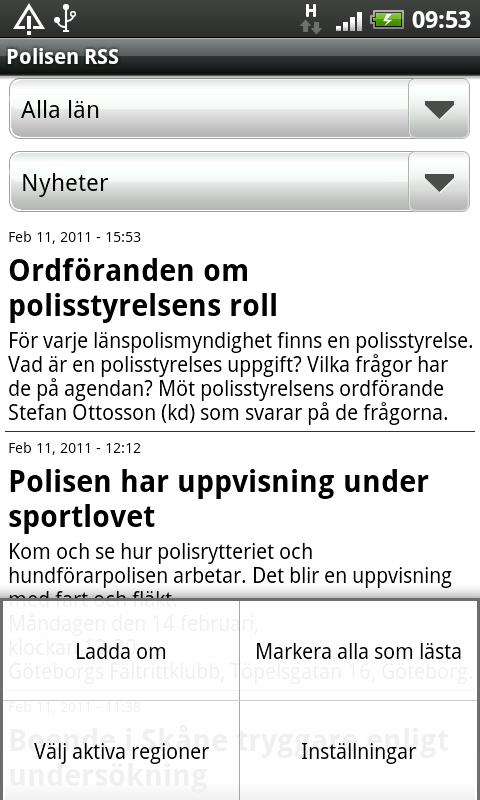 H
09:53
Polisen RSS
Alla län
Nyheter
Feb 11, 2011 - 15:53
Ordföranden om
polisstyrelsens roll
För varje länspolismyndighet finns en polisstyrelse.
Vad är en polisstyrelses uppgift? Vilka frågor har
de på agendan? Möt polisstyrelsens ordförande
Stefan Ottosson (kd) som svarar på de frågorna.
Feb 11, 2011 - 12:12
Polisen har uppvisning under
sportlovet
Kom och se hur polisrytteriet och
hundförarpolisen arbetar. Det blir en uppvisning
med fart och fläkt.
Måndagen den 14 februari,
klockan
Göteborgs Fältrittklubb, Töpelsgatan 16, Göteborg.
Ladda om
Markera alla som lästa
Feb 11, 2011 - 11:38
Boende i Skåne tryggare enligt
undersökning
Välj aktiva regioner
Inställningar